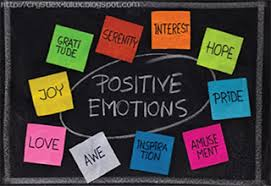 http://crystlex-lulux.blogspot.com
GRATI
TUDE
SERENITY
INTEREST
HOPE
JOY
POSITIVE
EMOTIONS
PRIDE
LOVE
AWE
INSPIRA
TION
AMUSE
MENT